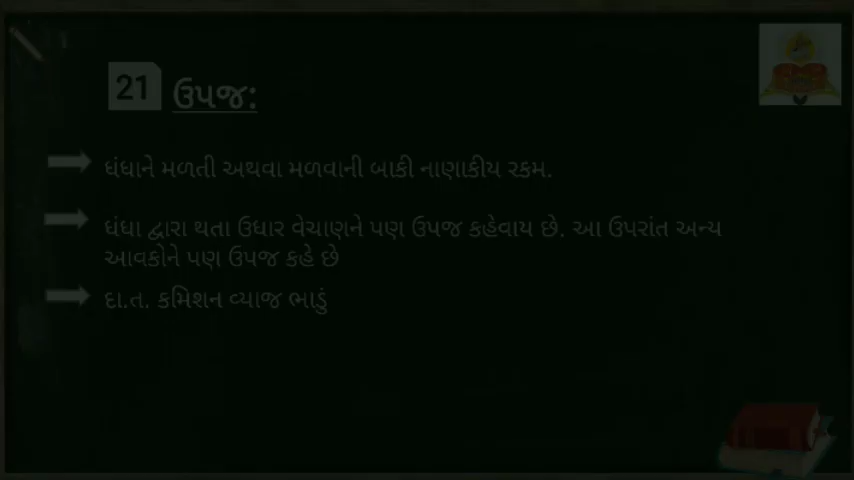 21 ઉપજ:
ધંધાને મળતી અથવા મળવાની બાકી નાણાકીય રકમ.
ધંધા દ્વારા થતા ઉધાર વેચાણને પણ ઉપજ કહેવાય છે. આ ઉપરાંત અન્ય
આવકોને પણ ઉપજ કહે છે
દા.ત. કમિશન વ્યાજ ભાડું